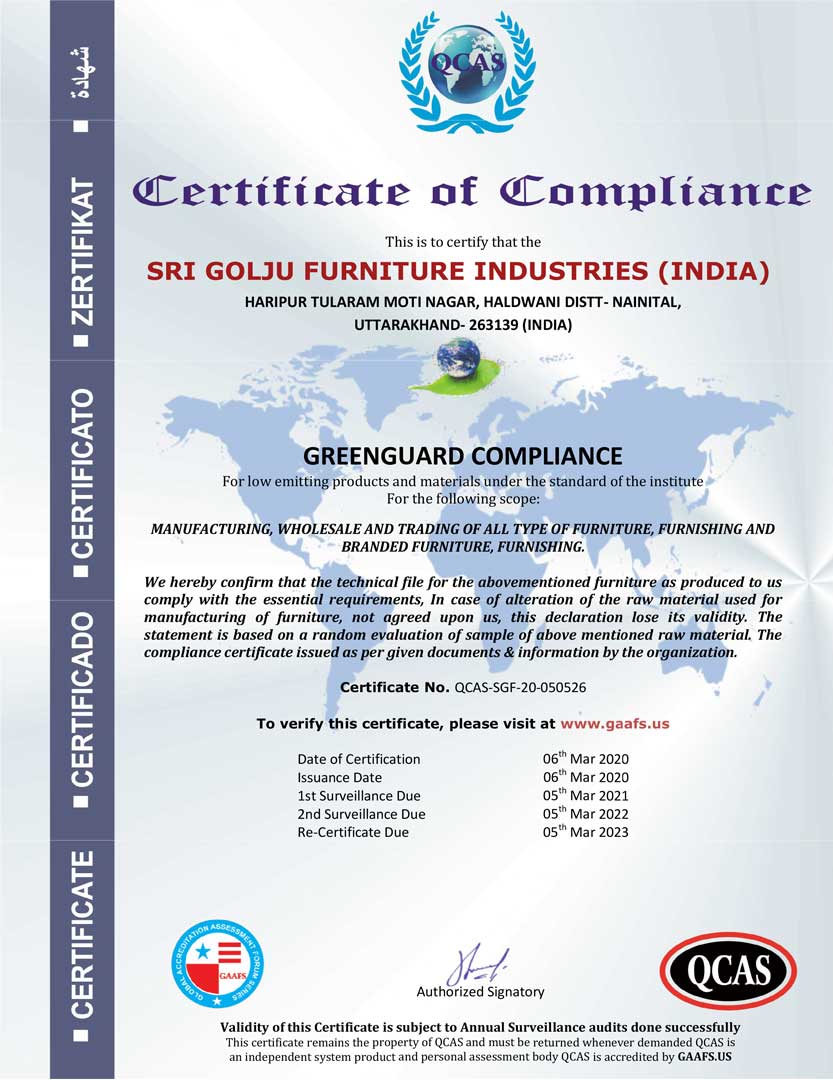 QCAS
Certificate of Compliance
This is to certify that the
SRI GOLJU FURNITURE INDUSTRIES (INDIA)
HARIPUR TULARAM MOTI NAGAR, HALDWANI DISTT- NAINITAL,
UTTARAKHAND- 263139 (INDIA)
GREENGUARD COMPLIANCE
For low emitting products and materials under the standard of the institute
For the following scope:
MANUFACTURING, WHOLESALE AND TRADING OF ALL TYPE OF FURNITURE, FURNISHING AND
BRANDED FURNITURE, FURNISHING.
We hereby confirm that the technical file for the abovementioned furniture as produced to us
comply with the essential requirements, In case of alteration of the raw material used for
manufacturing of furniture, not agreed upon us, this declaration lose its validity. The
statement is based on a random evaluation of sample of above mentioned raw material. The
compliance certificate issued as per given documents & information by the organization.
Certificate No. QCAS-SGF-20-050526
To verify this certificate, please visit at www.gaafs.us
Date of Certification 06th Mar 2020
Issuance Date 06th Mar 2020
1st Surveillance Due 05th Mar 2021
2nd Surveillance Due 05th Mar 2022
Re-Certificate Due 05th Mar 2023
GLOBAL ACCREDITATION ASSESSMENT FORUM SERIES
GAAFS
Authorized Signatory
QCAS
Validity of this Certificate is subject to Annual Surveillance audits done successfully
This certificate remains the property of QCAS and must be returned whenever demanded QCAS is
an independent system product and personal assessment body QCAS is accredited by GAAFS.US
■ CERTIFICATE ■ CERTIFICADO ■ CERTIFICATO ■ ZERTIFIKAT ■ شهادة